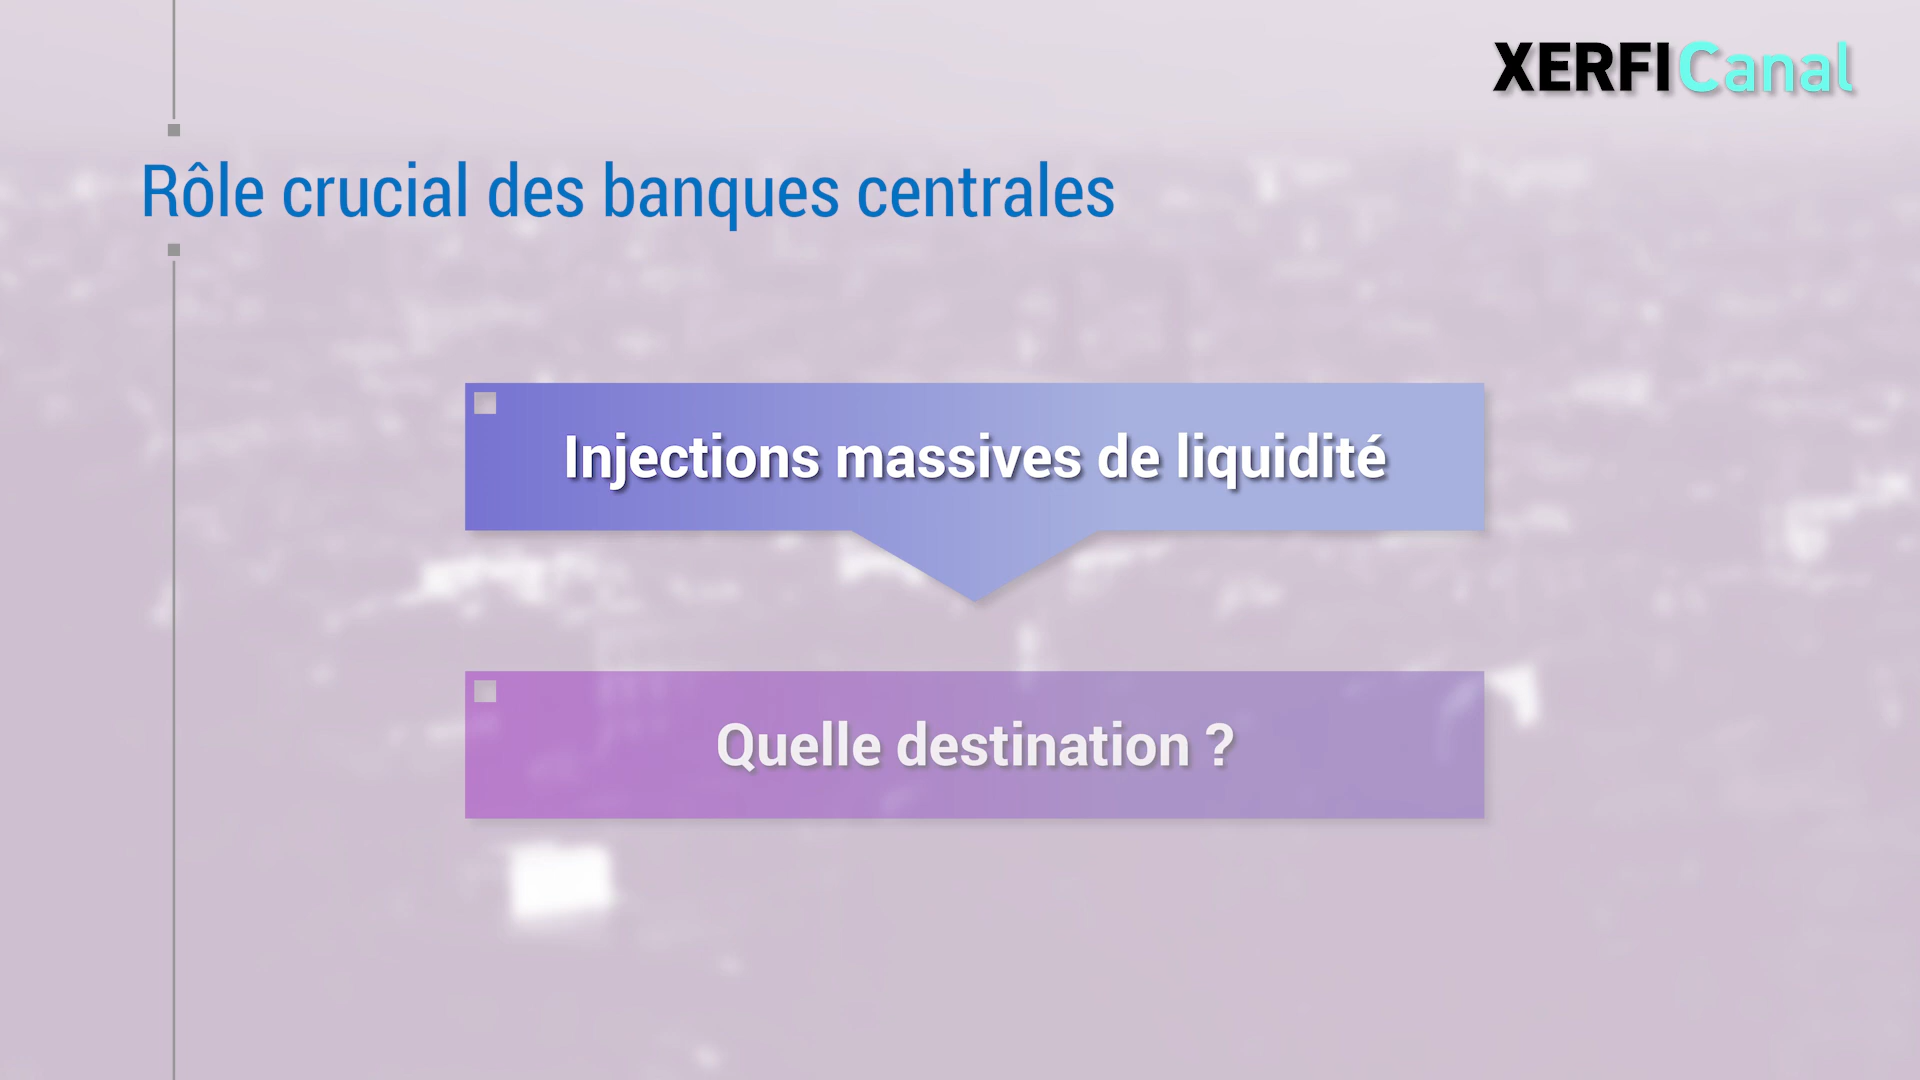 XERFI Canal
Rôle crucial des banques centrales
Injections massives de liquidité
Quelle destination ?